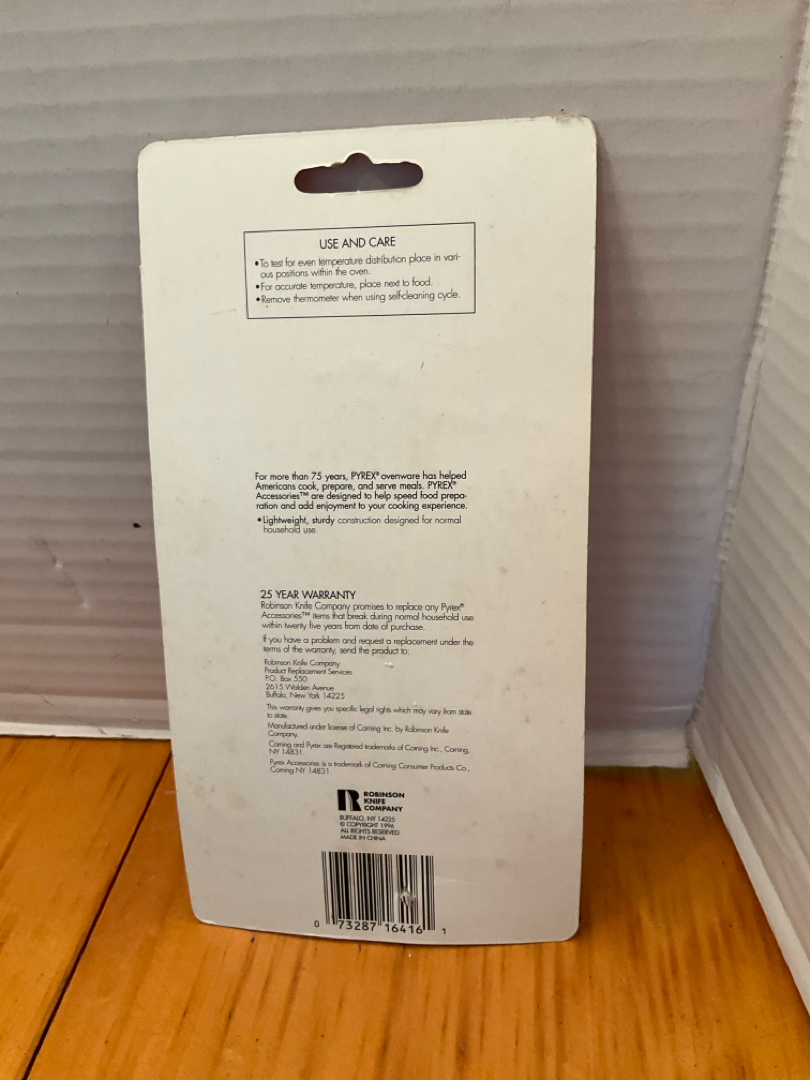 USE AND CARE
•To test for even temperature distribution place in vari-
ous positions within the oven.
•For accurate temperature, place next to food.
•Remove thermometer when using self-cleaning cycle.
For more than 75 years, PYREX® ovenware has helped
Americans cook, prepare, and serve meals. PYREX®
Accessories™ are designed to help speed food prepa-
ration and add enjoyment to your cooking experience.
•Lightweight, sturdy construction designed for normal
household use.
25 YEAR WARRANTY
Robinson Knife Company promises to replace any Pyrex®
Accessories™ items that break during normal household use
within twenty five years from date of purchase.
If you have a problem and request a replacement under the
terms of the warranty, send the product to:
Robinson Knife Company
Product Replacement Services
P.O. Box 550
2615 Walden Avenue
Buffalo, New York 14225
This warranty gives you specific legal rights which may vary from state
to state.
Manufactured under license of Corning Inc. by Robinson Knife
Company.
Corning and Pyrex are Registered trademarks of Corning Inc., Corning,
NY 14831.
Pyrex Accessories is a trademark of Corning Consumer Products Co.,
Corning NY 14831.
ROBINSON
KNIFE
COMPANY
BUFFALO, NY 14225
© COPYRIGHT 1996
ALL RIGHTS RESERVED
MADE IN CHINA
0 73287 16416 1